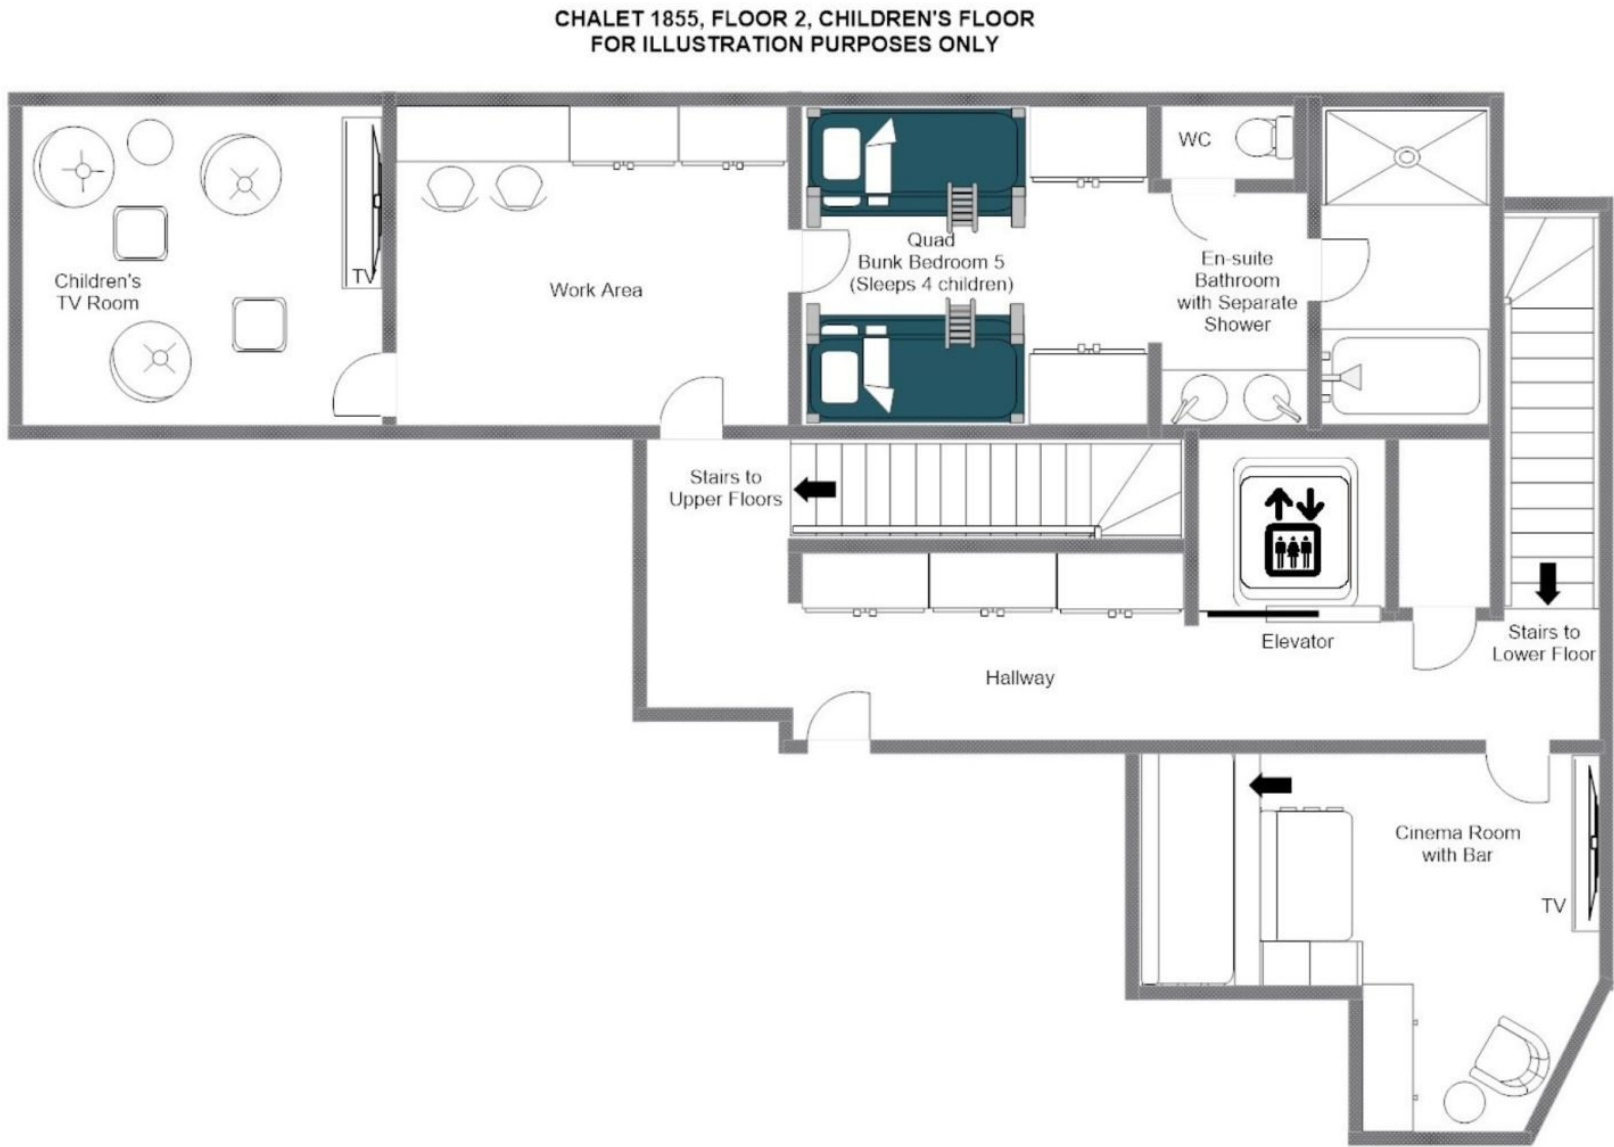 CHALET 1855, FLOOR 2, CHILDREN'S FLOOR
FOR ILLUSTRATION PURPOSES ONLY
WC
Quad
Bunk Bedroom 5
(Sleeps 4 children)
En-suite
Bathroom
with Separate
Shower
Children's
TV Room
TV
Work Area
Stairs to
Upper Floors
Elevator
Stairs to
Lower Floor
Hallway
Cinema Room
with Bar
TV